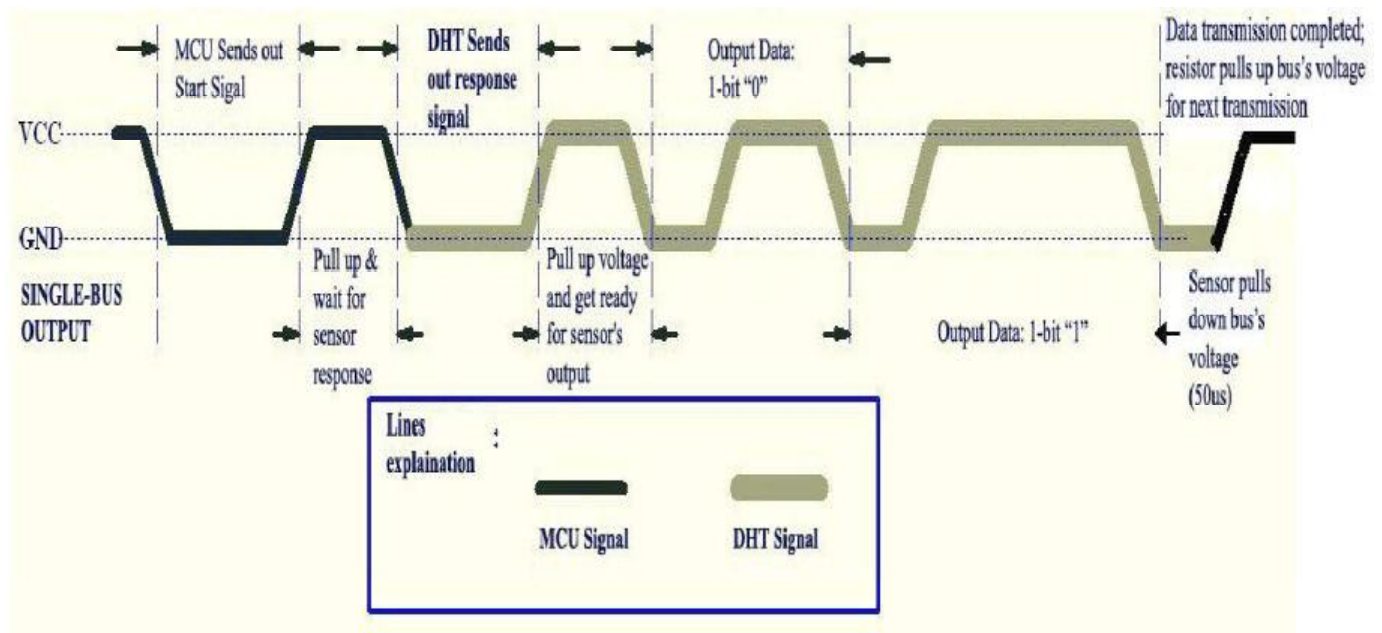 MCU Sends out
Start Sigal
DHT Sends
out response
signal
Output Data:
1-bit “0”
Data transmission completed;
resistor pulls up bus's voltage
for next transmission
VCC
GND
SINGLE-BUS
OUTPUT
Pull up &
wait for
sensor
response
Pull up voltage
and get ready
for sensor's
output
Output Data: 1-bit “1”
Sensor pulls
down bus's
voltage
(50us)
Lines
explaination :
MCU Signal
DHT Signal